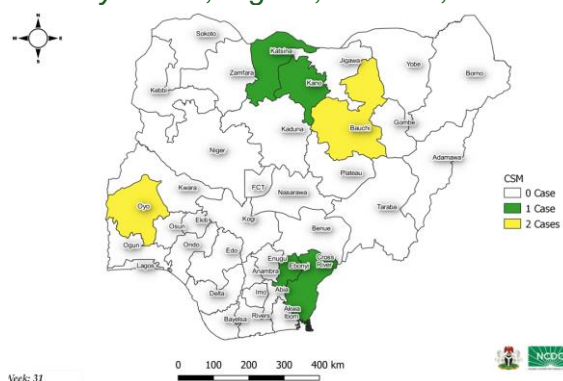 Sokoto
Katsina
Jigawa
Yobe
Borno
Zamfara
Kano
Kebbi
Bauchi
Gombe
Kaduna
Niger
Adamawa
Plateau
Kwara
FCT
Nasarawa
Taraba
Oyo
Kogi
Benue
Ekiti
Osun
Ogun
Ondo
Edo
Lagos
Enugu
Ebonyi
Cross
River
Anambra
Abia
Imo
Delta
Akwa
Ibom
Rivers
Bayelsa
CSM
0 Case
1 Case
2 Cases
Week: 31
0 100 200 300 400 km
NCDC